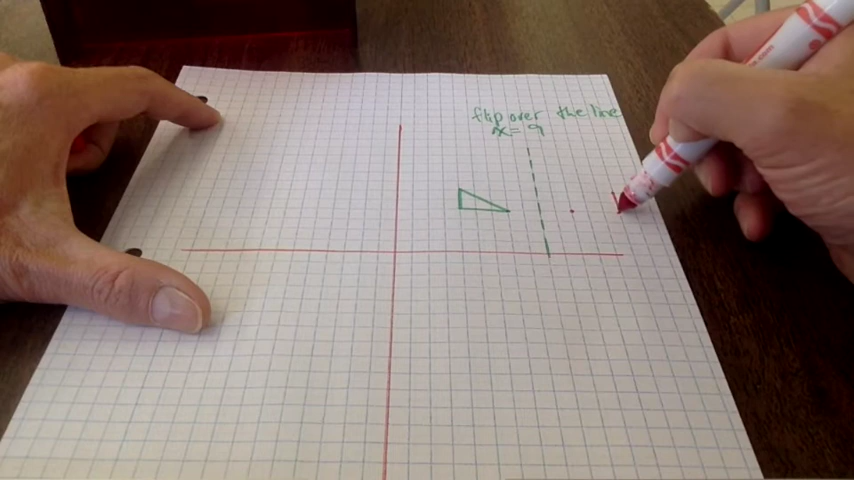 flip over the line
x = 9